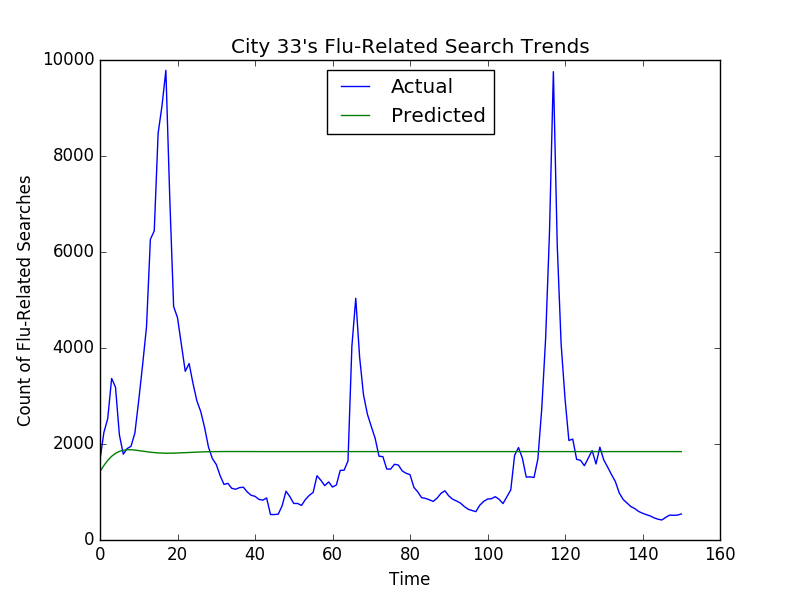 City 33's Flu-Related Search Trends
Actual
Predicted
Count of Flu-Related Searches
10000
8000
6000
4000
2000
0
0 20 40 60 80 100 120 140 160
Time